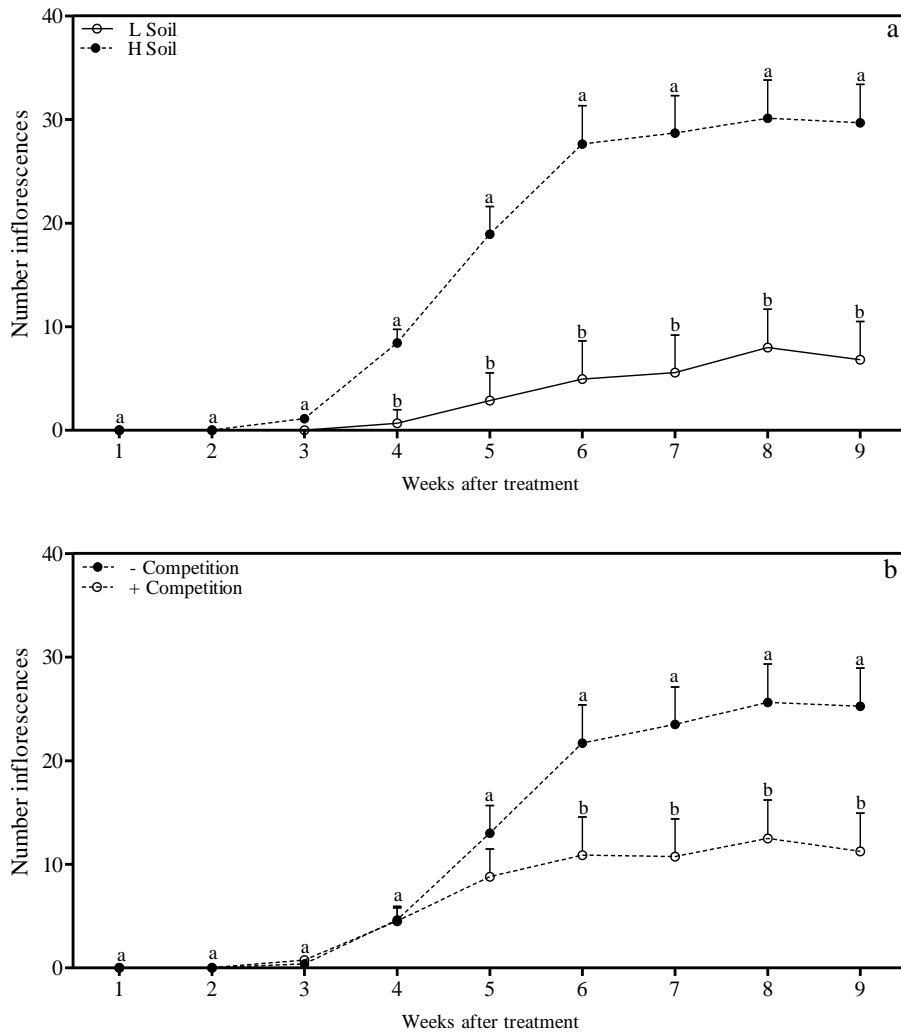 40
a
L Soil
H Soil
a
a
a
a
30
a
20
a
10
b
b
b
b
b
b
a
a
a
0
1 2 3 4 5 6 7 8 9
Number inflorescences
Weeks after treatment
40
b
- Competition
+ Competition
30
a
a
a
a
20
a
b
b
b
b
10
a
a
a
a
0
1 2 3 4 5 6 7 8 9
Number inflorescences
Weeks after treatment